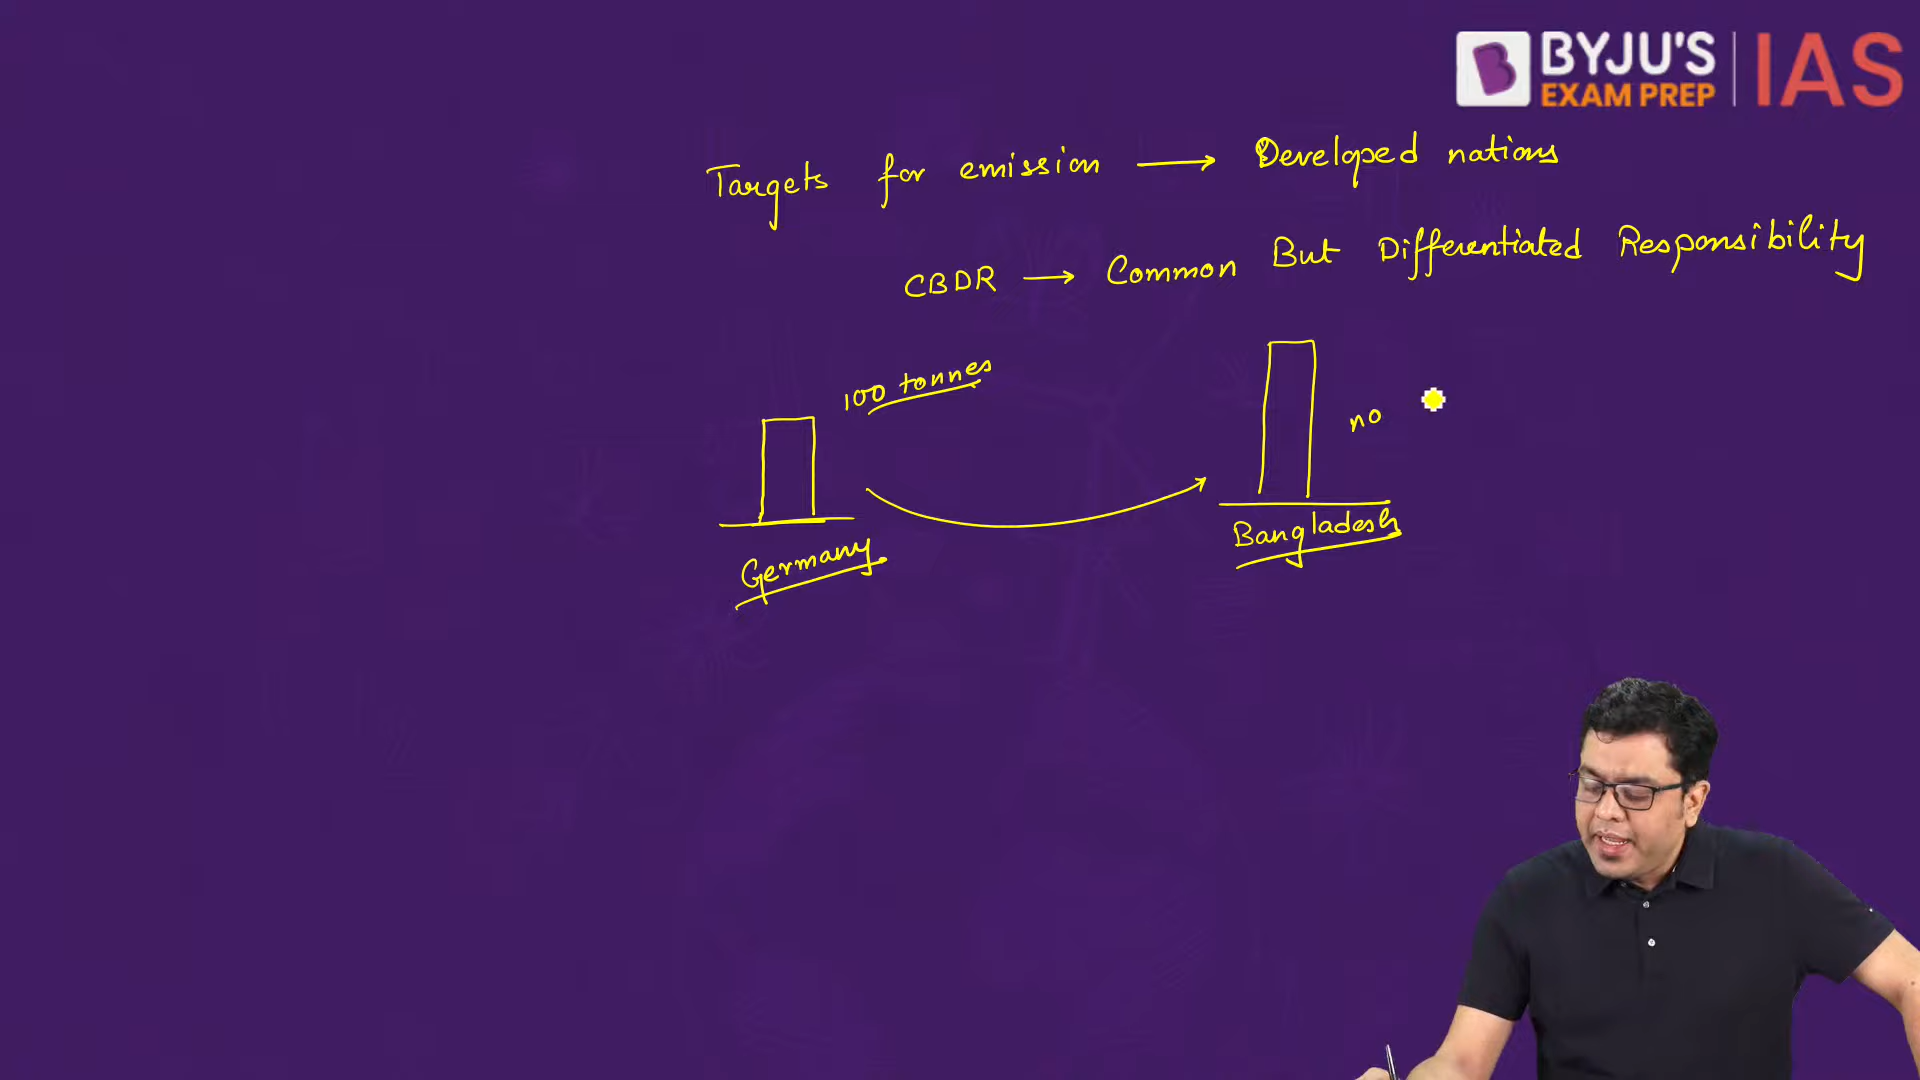 BYJU'S
EXAM PREP
IAS
Targets for emission → Developed nations
CBDR → Common But Differentiated Responsibility
100 tonnes
no
Germany
Bangladesh